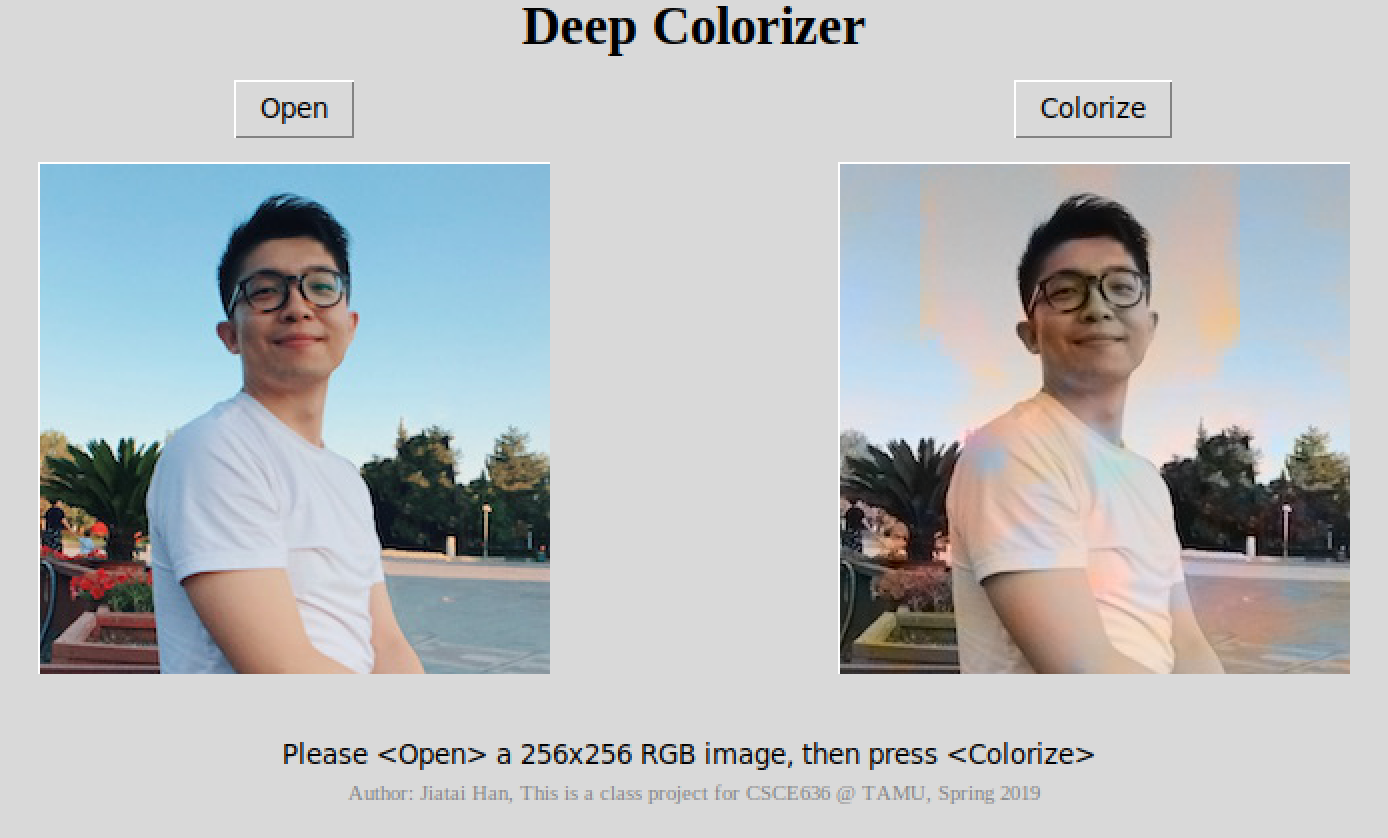 Deep Colorizer
Open
Colorize
Please <Open> a 256x256 RGB image, then press <Colorize>
Author: Jiatai Han, This is a class project for CSCE636 @ TAMU, Spring 2019